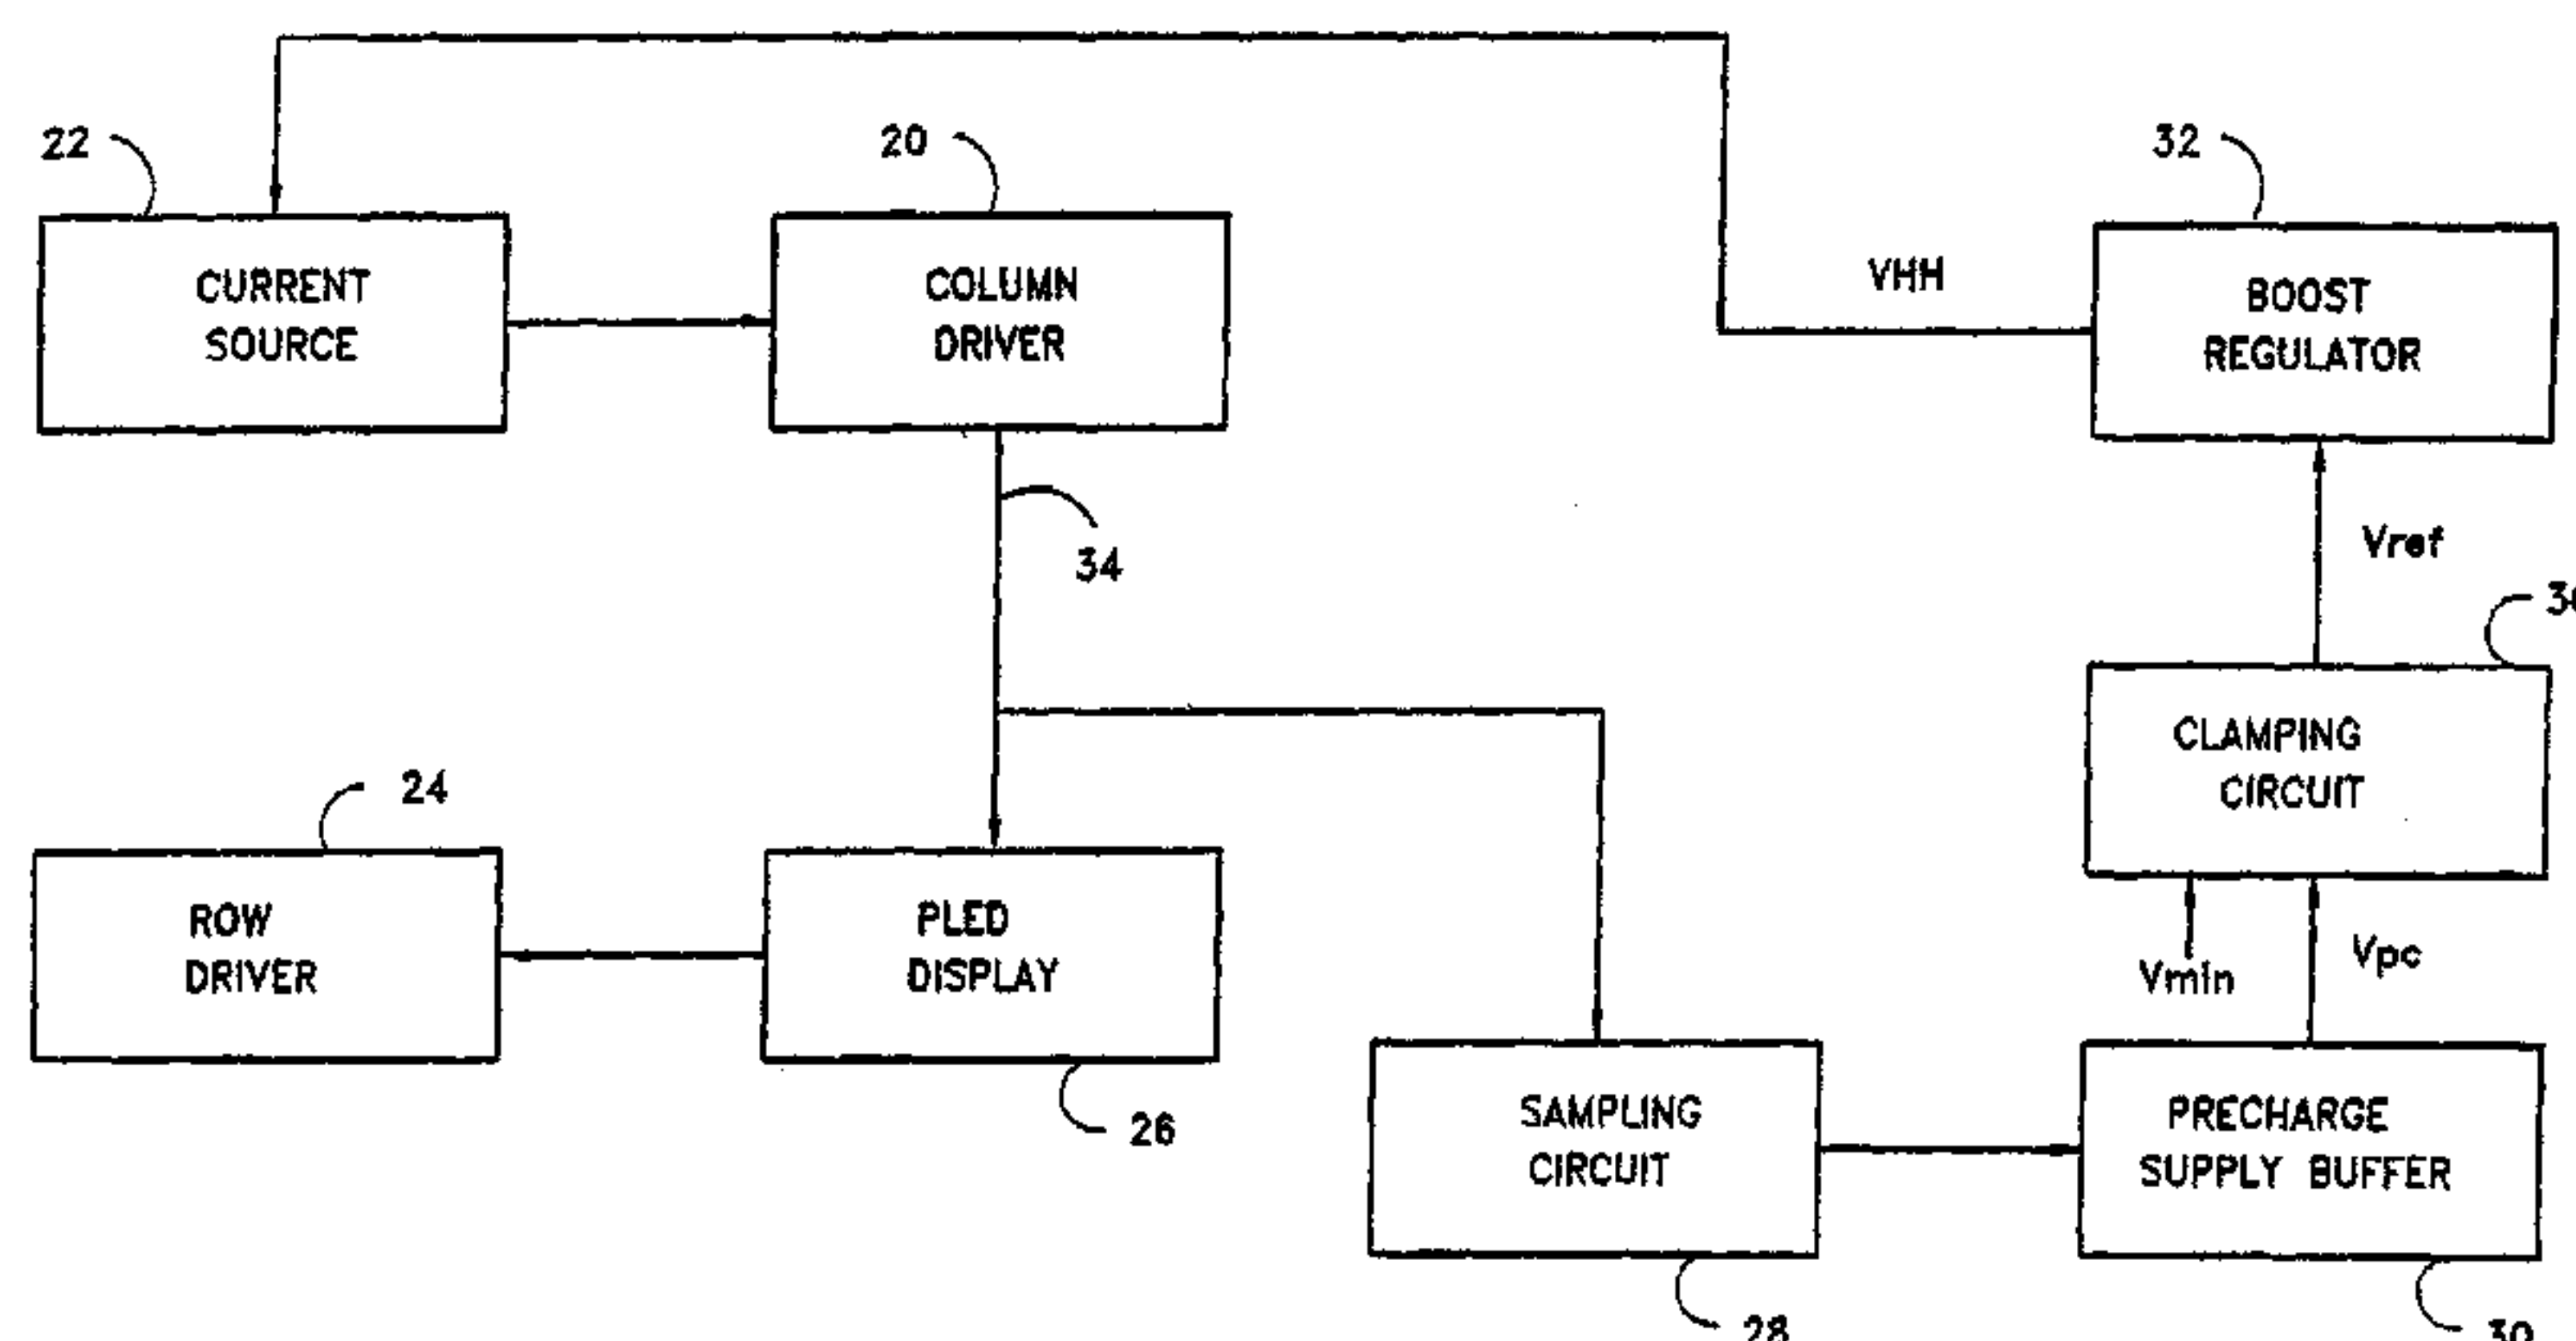 22
20
32
CURRENT
SOURCE
COLUMN
DRIVER
VHH
BOOST
REGULATOR
34
Vref
CLAMPING
CIRCUIT
24
ROW
DRIVER
PLED
DISPLAY
Vmin
Vpc
26
SAMPLING
CIRCUIT
PRECHARGE
SUPPLY BUFFER
28
30